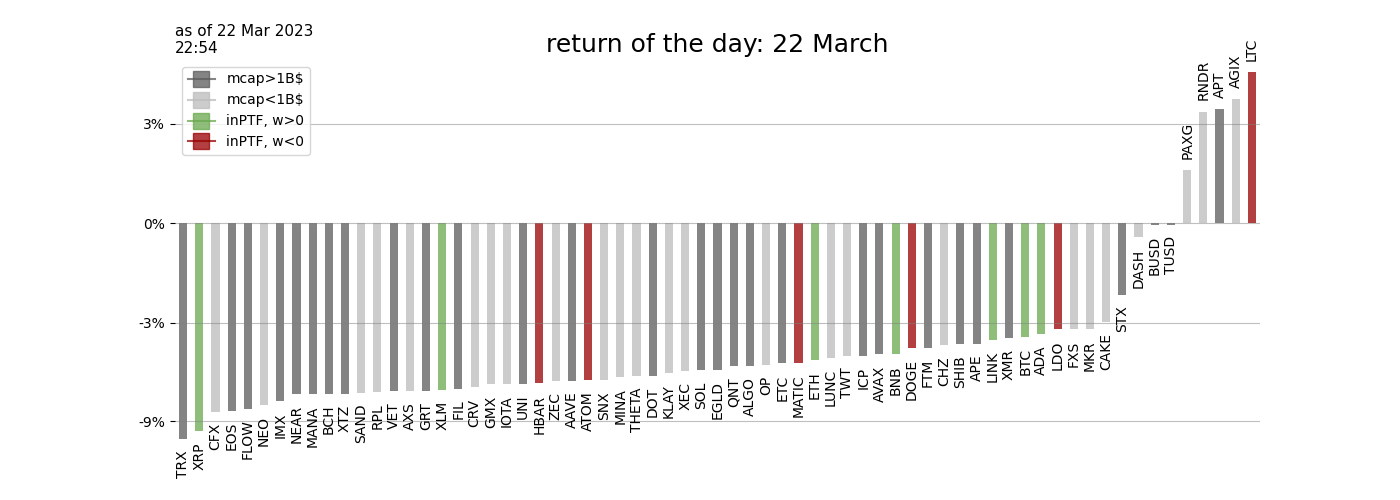 as of 22 Mar 2023
22:54
return of the day: 22 March
mcap>1B$
mcap<1B$
inPTF, w>0
inPTF, w<0
3%
0%
-3%
-9%
TRX
XRP
CFX
EOS
FLOW
NEO
IMX
NEAR
MANA
BCH
XTZ
SAND
RPL
VET
AXS
GRT
XLM
FIL
CRV
GMX
IOTA
UNI
HBAR
ZEC
AAVE
ATOM
SNX
MINA
THETA
DOT
KLAY
XEC
SOL
EGLD
QNT
ALGO
OP
ETC
MATIC
ETH
LUNC
TWT
ICP
AVAX
BNB
DOGE
FTM
CHZ
SHIB
APE
LINK
XMR
BTC
ADA
LDO
FXS
MKR
CAKE
STX
DASH
BUSD
TUSD
PAXG
RNDR
APT
AGIX
LTC